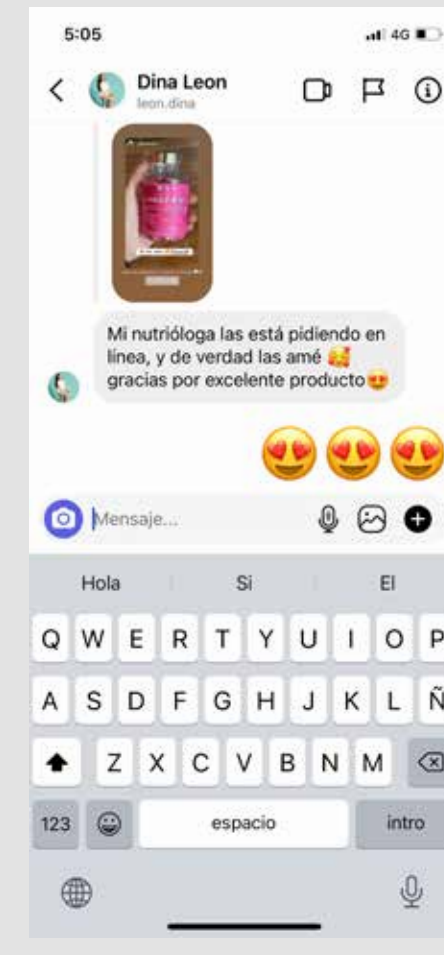 5:05
4G
Dina Leon
leon.dina
Mi nutrióloga las está pidiendo en
línea, y de verdad las amé 🥰
gracias por excelente producto😍
😍😍😍
Mensaje...
Hola Si El
Q W E R T Y U I O P
A S D F G H J K L Ñ
Z X C V B N M
123 espacio intro